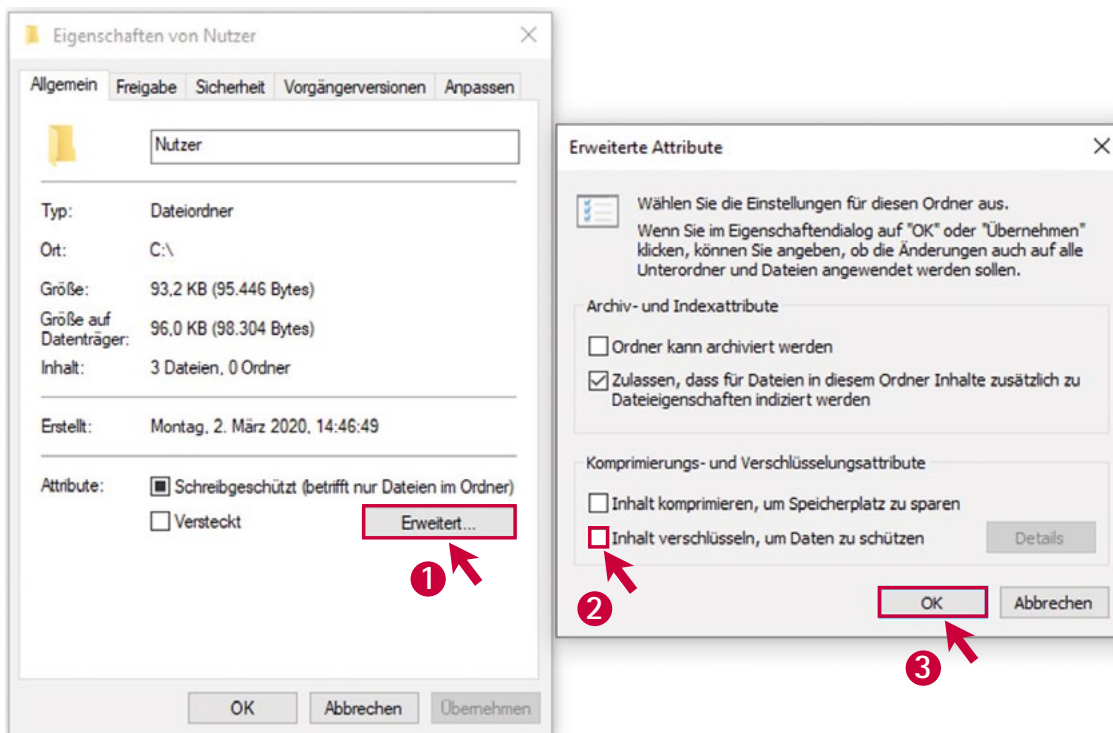 Eigenschaften von Nutzer
Allgemein Freigabe Sicherheit Vorgängerversionen Anpassen
Nutzer
Typ: Dateiordner
Ort: C:\
Größe: 93,2 KB (95.446 Bytes)
Größe auf
Datenträger: 96,0 KB (98.304 Bytes)
Inhalt: 3 Dateien, 0 Ordner
Erstellt: Montag, 2. März 2020, 14:46:49
Attribute: Schreibgeschützt (betrifft nur Dateien im Ordner)
Versteckt Erweitert...
1
OK Abbrechen Übernehmen
Erweiterte Attribute
Wählen Sie die Einstellungen für diesen Ordner aus.
Wenn Sie im Eigenschaftendialog auf "OK" oder "Übernehmen"
klicken, können Sie angeben, ob die Änderungen auch auf alle
Unterordner und Dateien angewendet werden sollen.
Archiv- und Indexattribute
Ordner kann archiviert werden
Zulassen, dass für Dateien in diesem Ordner Inhalte zusätzlich zu
Dateieigenschaften indiziert werden
Komprimierungs- und Verschlüsselungsattribute
Inhalt komprimieren, um Speicherplatz zu sparen
Inhalt verschlüsseln, um Daten zu schützen Details
2
OK Abbrechen
3